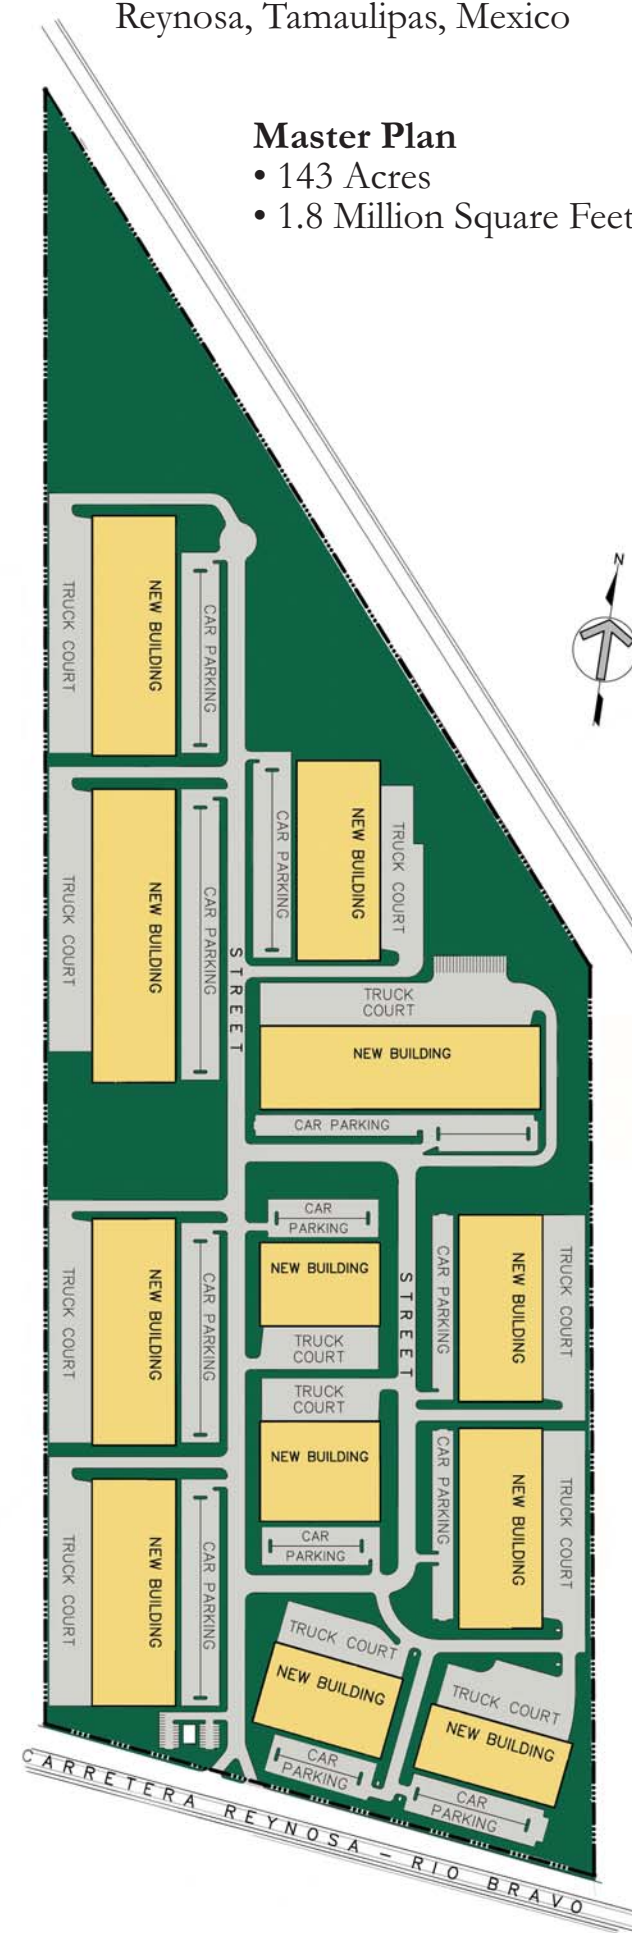 Reynosa, Tamaulipas, Mexico
Master Plan
• 143 Acres
• 1.8 Million Square Feet
N
TRUCK COURT
NEW BUILDING
CAR PARKING
CAR PARKING
NEW BUILDING
TRUCK COURT
TRUCK COURT
NEW BUILDING
CAR PARKING
STREET
TRUCK
COURT
NEW BUILDING
CAR PARKING
CAR
PARKING
NEW BUILDING
TRUCK
COURT
STREET
CAR PARKING
NEW BUILDING
TRUCK COURT
TRUCK COURT
NEW BUILDING
CAR PARKING
TRUCK
COURT
NEW BUILDING
CAR
PARKING
CAR PARKING
NEW BUILDING
TRUCK COURT
TRUCK COURT
NEW BUILDING
CAR PARKING
TRUCK COURT
NEW BUILDING
CAR
PARKING
TRUCK COURT
NEW BUILDING
CAR
PARKING
CARRETERA REYNOSA – RIO BRAVO